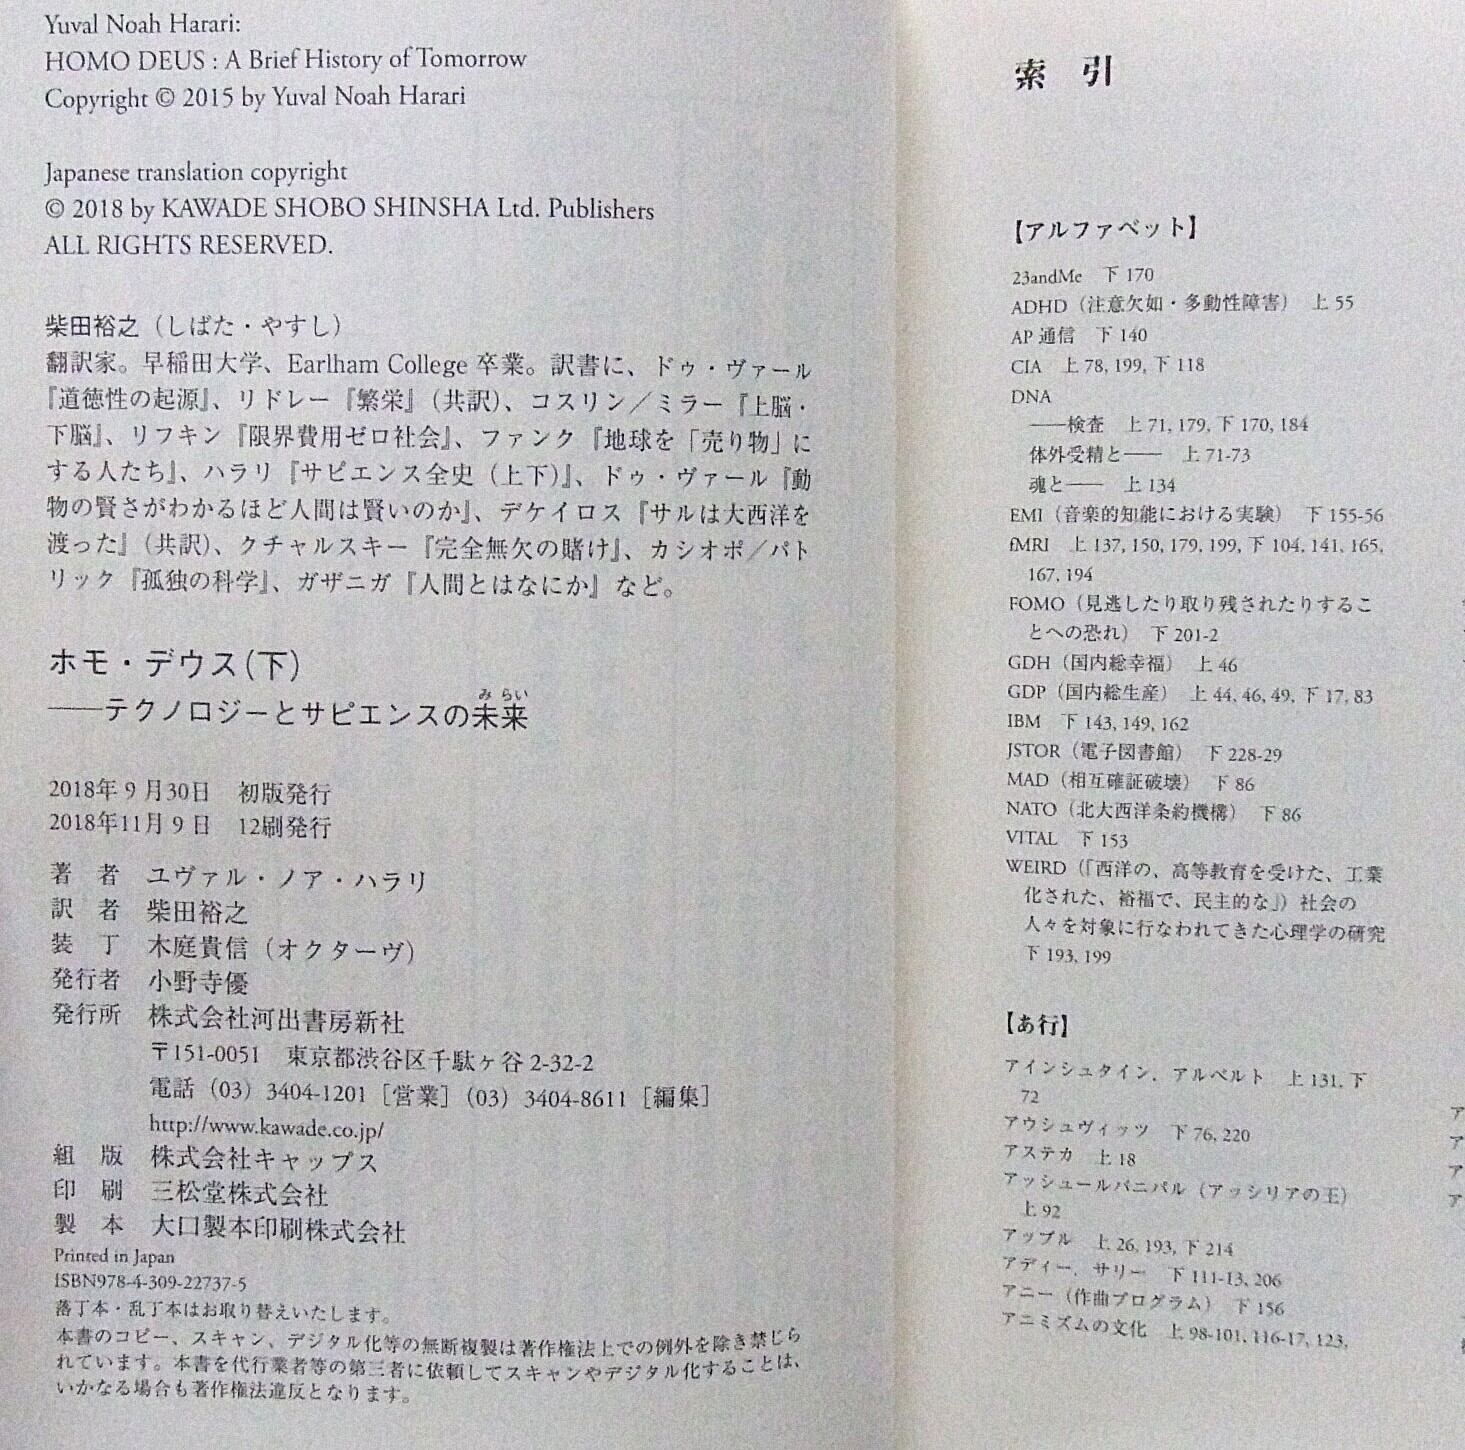 Yuval Noah Harari:
HOMO DEUS : A Brief History of Tomorrow
Copyright © 2015 by Yuval Noah Harari
Japanese translation copyright
© 2018 by KAWADE SHOBO SHINSHA Ltd. Publishers
ALL RIGHTS RESERVED.
柴田裕之（しばた・やすし）
翻訳家。早稲田大学、Earlham College 卒業。訳書に、ドゥ・ヴァール
『道徳性の起源』、リドレー『繁栄』（共訳）、コスリン／ミラー『上脳・
下脳』、リフキン『限界費用ゼロ社会』、ファンク『地球を「売り物」に
する人たち』、ハラリ『サピエンス全史（上下）』、ドゥ・ヴァール『動
物の賢さがわかるほど人間は賢いのか』、デケイロス『サルは大西洋を
渡った』（共訳）、クチャルスキー『完全無欠の賭け』、カシオポ／パト
リック『孤独の科学』、ガザニガ『人間とはなにか』など。
ホモ・デウス（下）
みらい
――テクノロジーとサピエンスの未来
2018年9月30日　初版発行
2018年11月9日　12刷発行
著　者　ユヴァル・ノア・ハラリ
訳　者　柴田裕之
装　丁　木庭貴信（オクターヴ）
発行者　小野寺優
発行所　株式会社河出書房新社
〒151-0051　東京都渋谷区千駄ヶ谷 2-32-2
電話（03）3404-1201［営業］（03）3404-8611［編集］
http://www.kawade.co.jp/
組　版　株式会社キャップス
印　刷　三松堂株式会社
製　本　大口製本印刷株式会社
Printed in Japan
ISBN978-4-309-22737-5
落丁本・乱丁本はお取り替えいたします。
本書のコピー、スキャン、デジタル化等の無断複製は著作権法上での例外を除き禁じら
れています。本書を代行業者等の第三者に依頼してスキャンやデジタル化することは、
いかなる場合も著作権法違反となります。
索　引
【アルファベット】
23andMe　下 170
ADHD（注意欠如・多動性障害）　上 55
AP 通信　下 140
CIA　上 78, 199, 下 118
DNA
――検査　上 71, 179, 下 170, 184
体外受精と――　上 71-73
魂と――　上 134
EMI（音楽的知能における実験）　下 155-56
fMRI　上 137, 150, 179, 199, 下 104, 141, 165,
167, 194
FOMO（見逃したり取り残されたりするこ
とへの恐れ）　下 201-2
GDH（国内総幸福）　上 46
GDP（国内総生産）　上 44, 46, 49, 下 17, 83
IBM　下 143, 149, 162
JSTOR（電子図書館）　下 228-29
MAD（相互確証破壊）　下 86
NATO（北大西洋条約機構）　下 86
VITAL　下 153
WEIRD（「西洋の、高等教育を受けた、工業
化された、裕福で、民主的な」）社会の
人々を対象に行なわれてきた心理学の研究
下 193, 199
【あ行】
アインシュタイン，アルベルト　上 131, 下
72
アウシュヴィッツ　下 76, 220
アステカ　上 18
アッシュールバニパル（アッシリアの王）
上 92
アップル　上 26, 193, 下 214
アディー，サリー　下 111-13, 206
アニー（作曲プログラム）　下 156
アニミズムの文化　上 98-101, 116-17, 123,